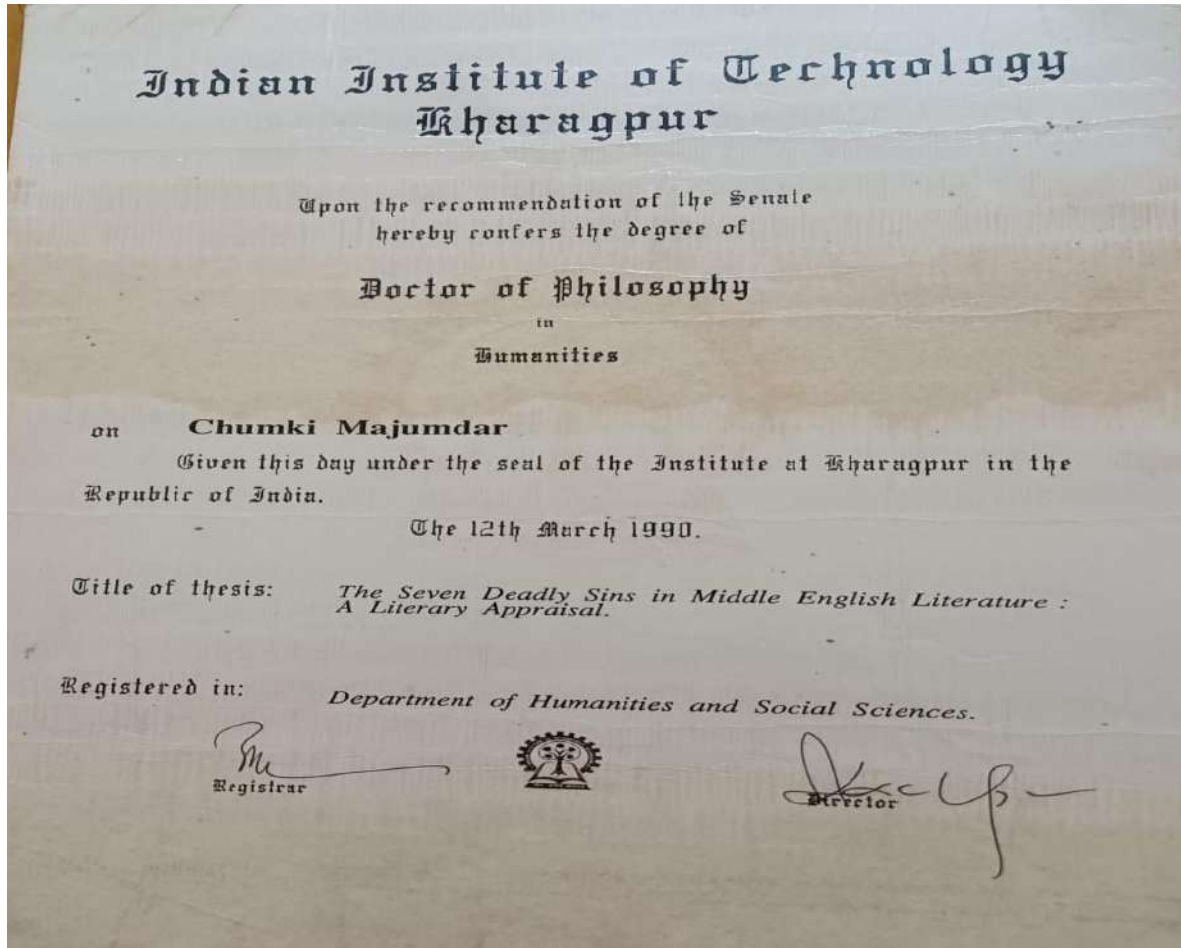 Indian Institute of Technology
Kharagpur
Upon the recommendation of the Senate
hereby confers the degree of
Doctor of Philosophy
in
Humanities
on Chumki Majumdar
Given this day under the seal of the Institute at Kharagpur in the
Republic of India.
The 12th March 1990.
Title of thesis: The Seven Deadly Sins in Middle English Literature :
A Literary Appraisal.
Registered in: Department of Humanities and Social Sciences.
Registrar
Director